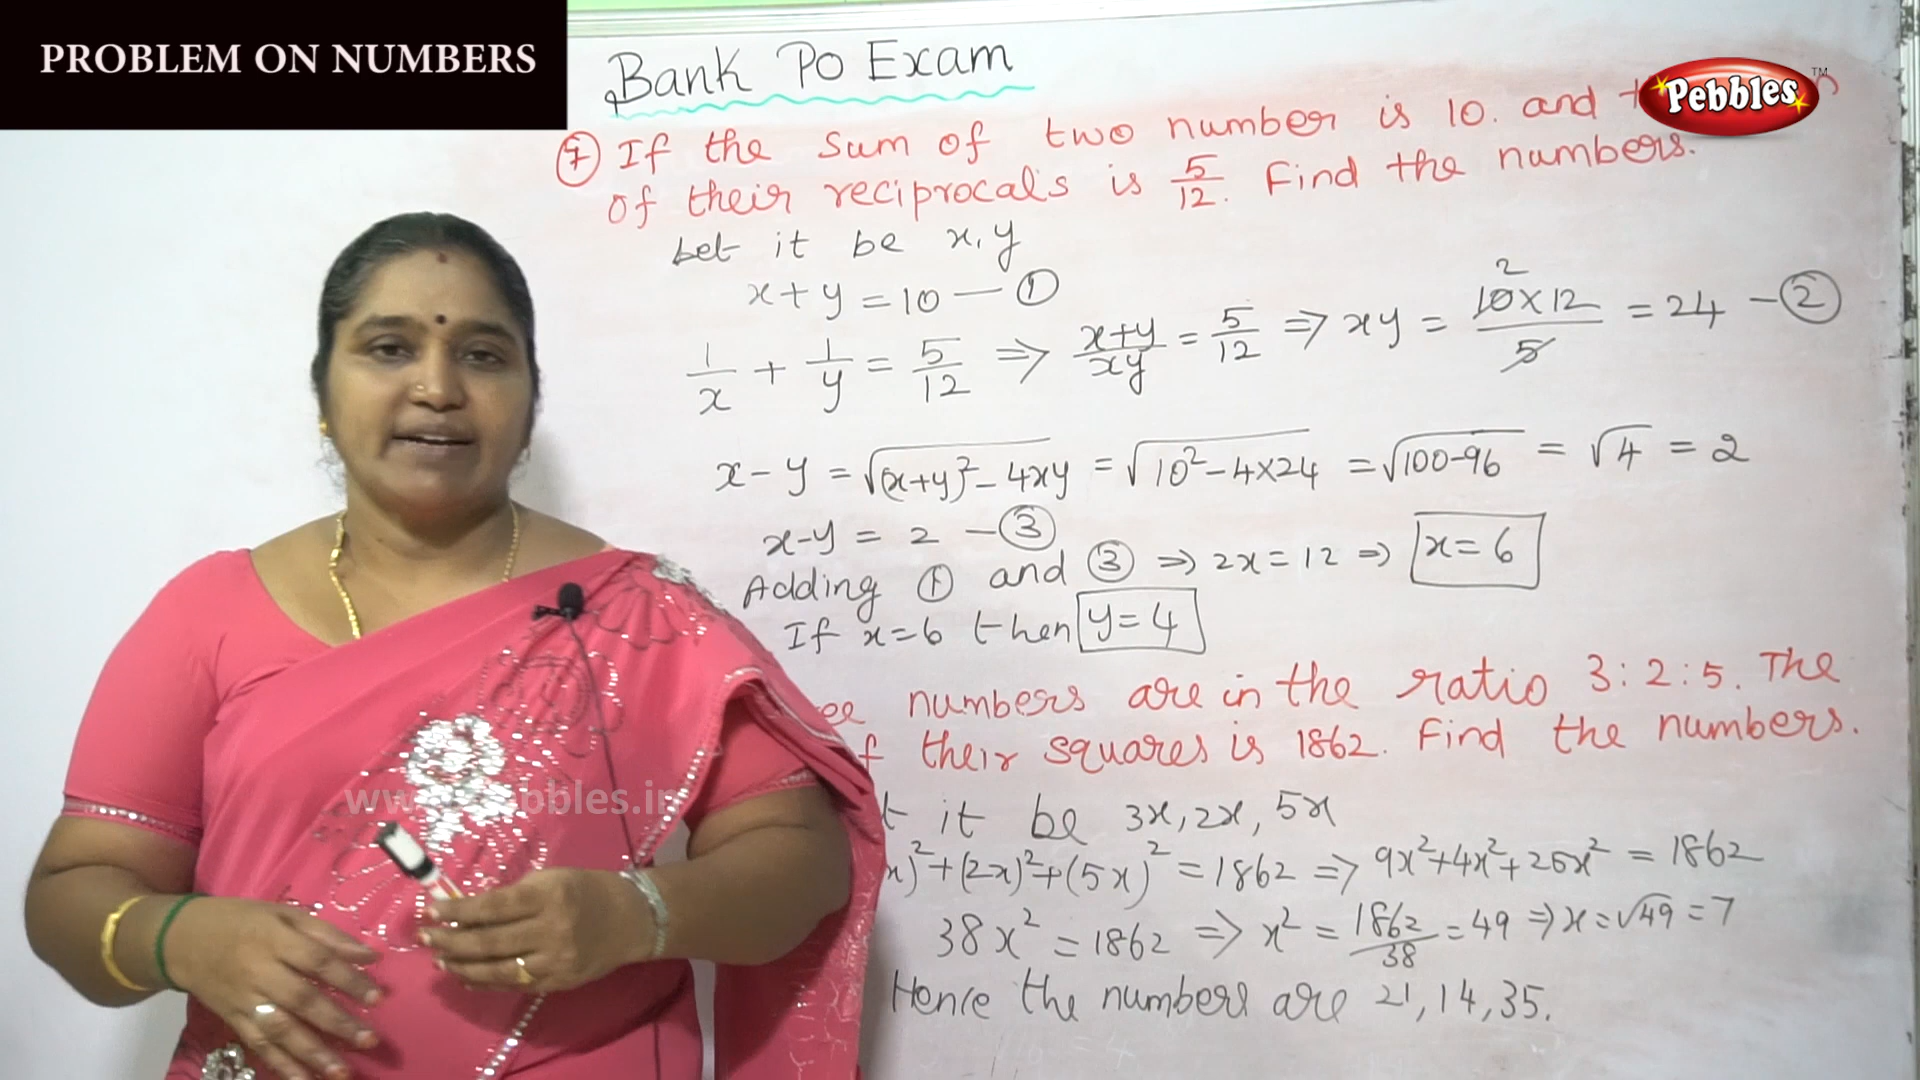 PROBLEM ON NUMBERS
Bank Po Exam
Pebbles™
⑦ If the Sum of two number is 10. and
of their reciprocals is 5/12. Find the numbers.
Let it be x, y
x + y = 10 — ①
1/x + 1/y = 5/12 ⇒ x+y/xy = 5/12 ⇒ xy = 10 × 12/5 = 24 — ②
2
x - y = √(x+y)² - 4xy = √10² - 4×24 = √100-96 = √4 = 2
x-y = 2 — ③
Adding ① and ③ ⇒ 2x = 12 ⇒ x = 6
If x=6 then y = 4
numbers are in the ratio 3:2:5. The
their squares is 1862. Find the numbers.
it be 3x, 2x, 5x
x)² + (2x)² + (5x)² = 1862 ⇒ 9x² + 4x² + 25x² = 1862
38x² = 1862 ⇒ x² = 1862/38 = 49 ⇒ x = √49 = 7
Hence the numbers are 21, 14, 35.